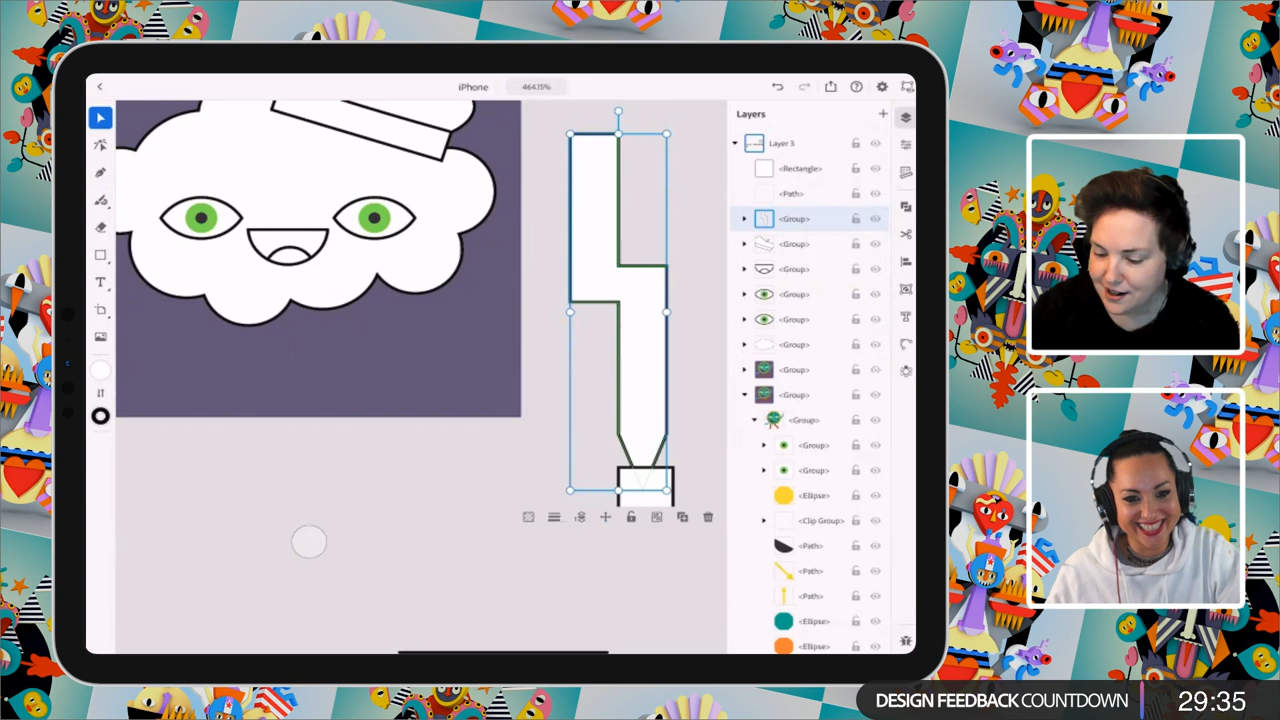 iPhone
464.15%
Layers
Layer 3
<Rectangle>
<Path>
<Group>
<Group>
<Group>
<Group>
<Group>
<Group>
<Group>
<Group>
<Group>
<Group>
<Group>
<Ellipse>
<Clip Group>
<Path>
<Path>
<Path>
<Ellipse>
<Ellipse>
T
DESIGN FEEDBACK COUNTDOWN
29:35